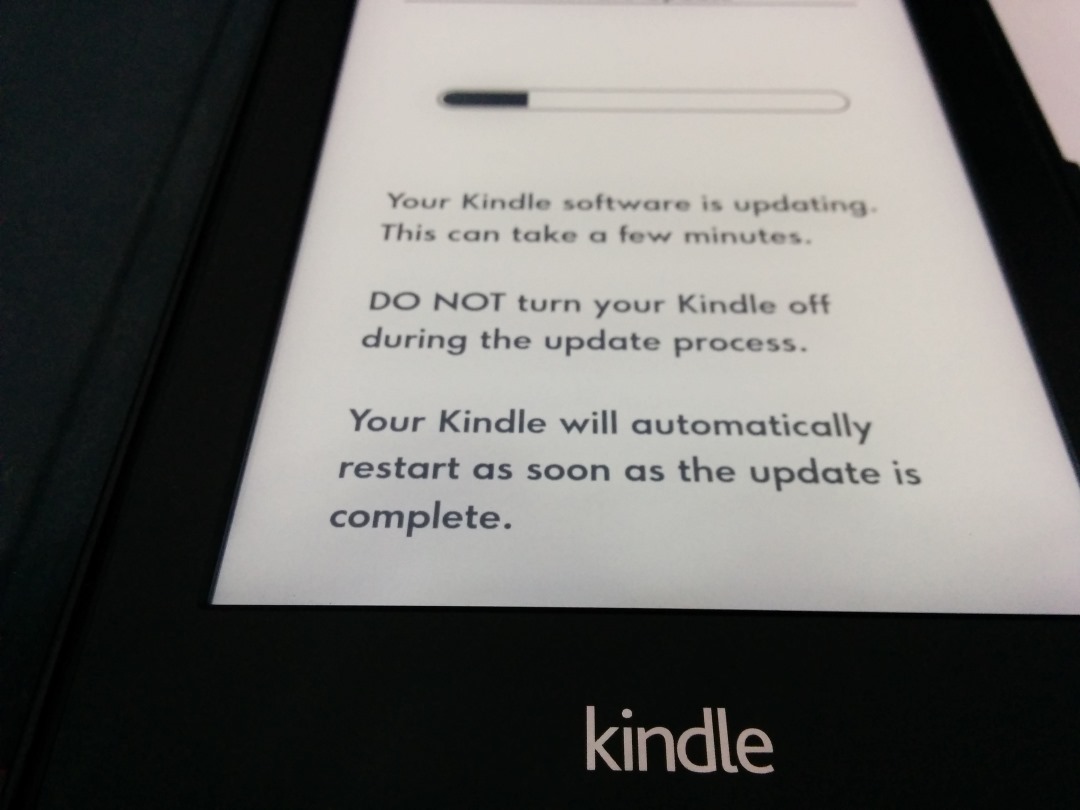 Your Kindle software is updating.
This can take a few minutes.
DO NOT turn your Kindle off
during the update process.
Your Kindle will automatically
restart as soon as the update is
complete.
kindle